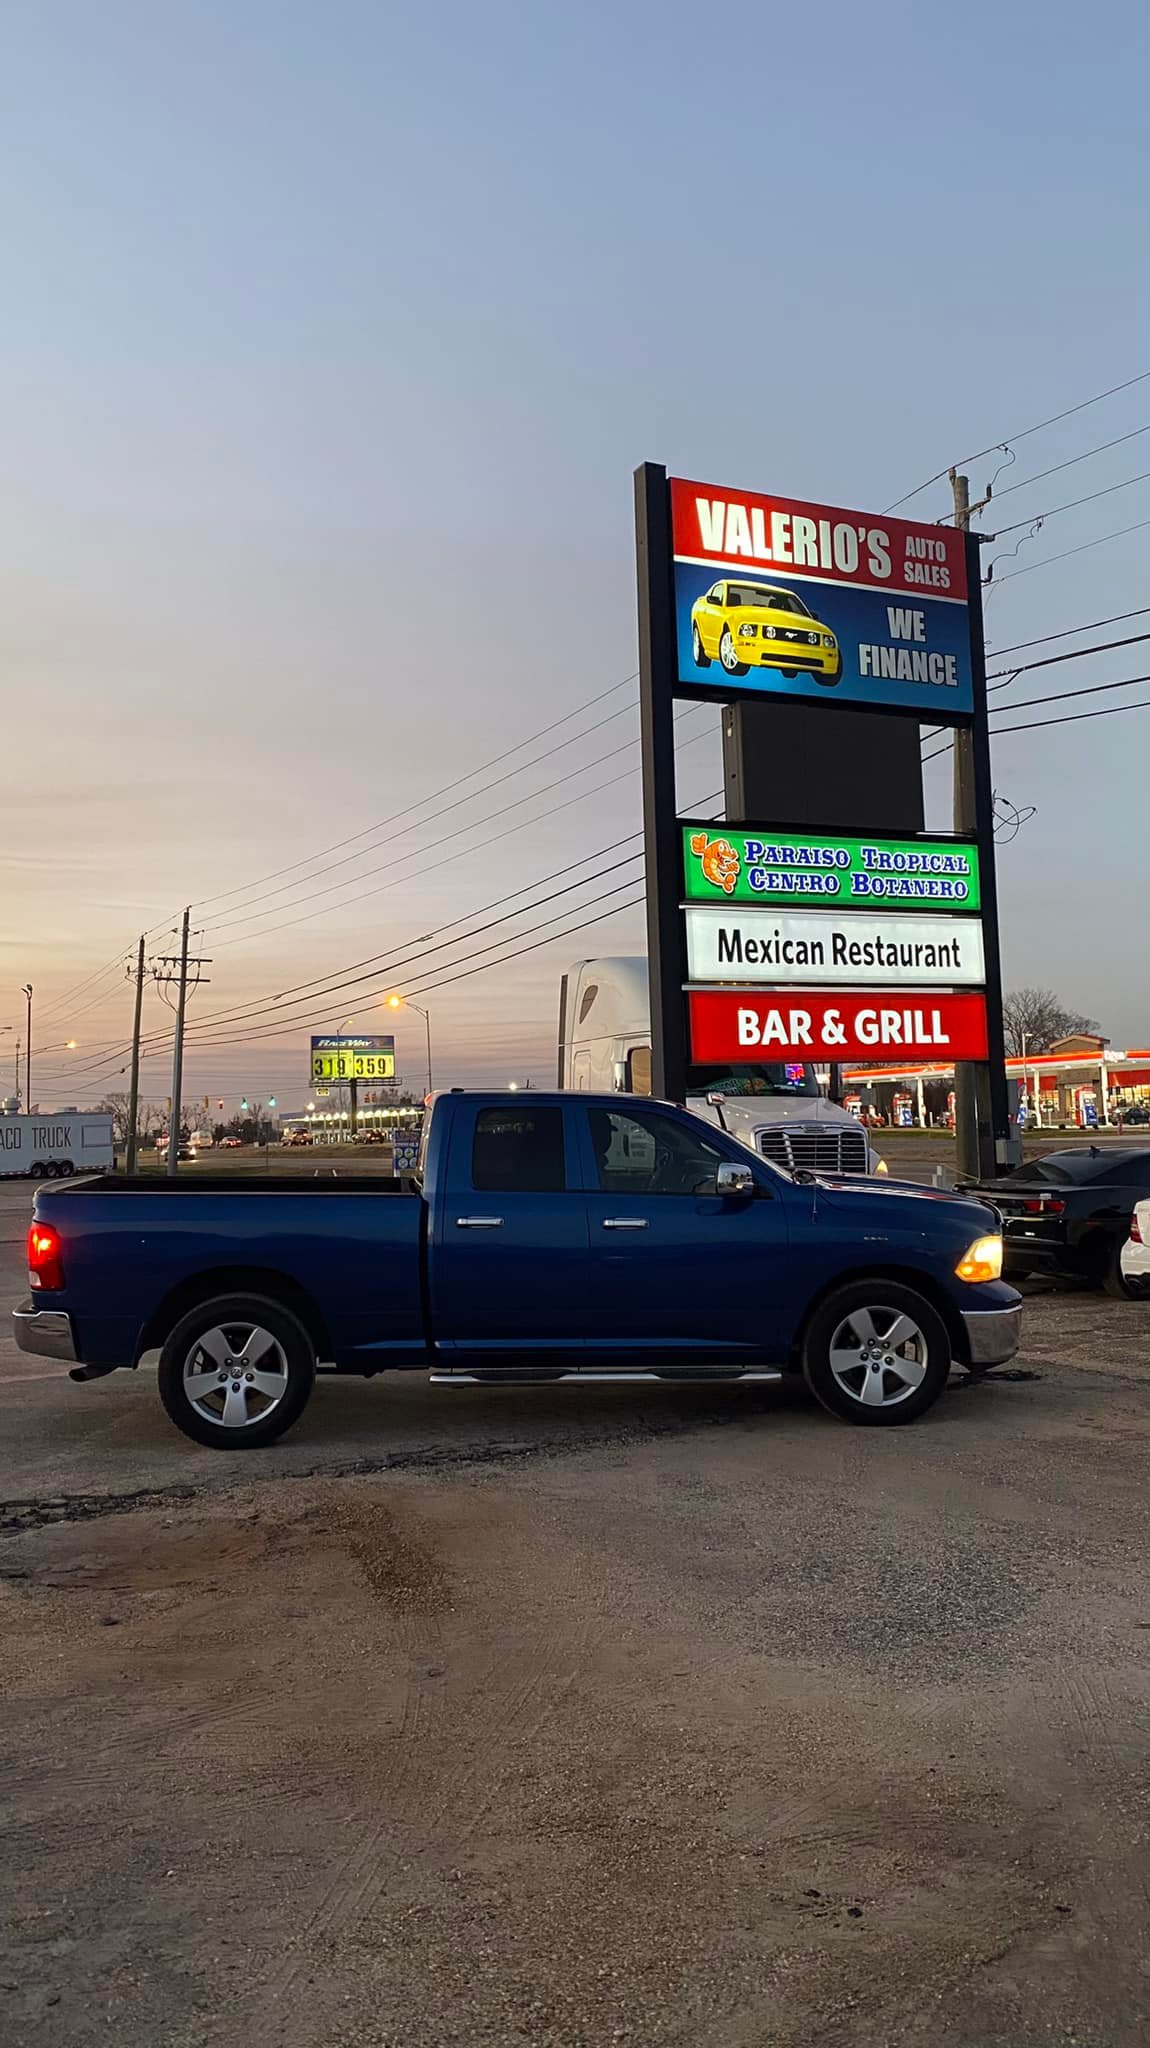 VALERIO'S AUTO SALES
WE FINANCE
PARAISO TROPICAL
CENTRO BOTANERO
Mexican Restaurant
BAR & GRILL
RACEWAY
319 359
ACO TRUCK